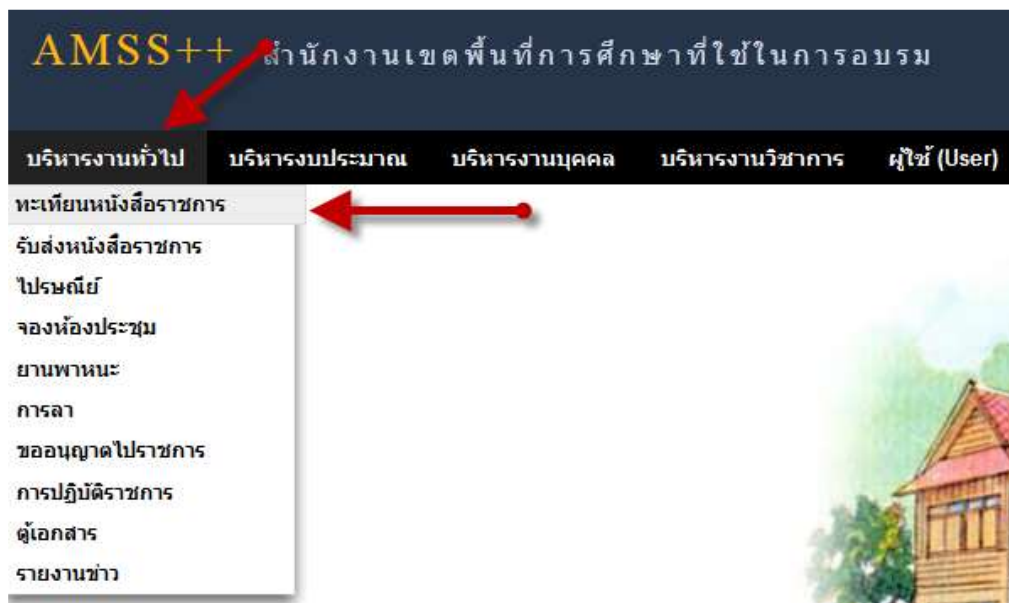 AMSS++ สำนักงานเขตพื้นที่การศึกษาที่ใช้ในการอบรม
บริหารงานทั่วไป บริหารงบประมาณ บริหารงานบุคคล บริหารงานวิชาการ ผู้ใช้ (User)
ทะเทียนหนังสือราชการ
รับส่งหนังสือราชการ
ไปรษณีย์
จองห้องประชุม
ยานพาหนะ
การลา
ขออนุญาตไปราชการ
การปฏิบัติราชการ
ตู้เอกสาร
รายงานข่าว